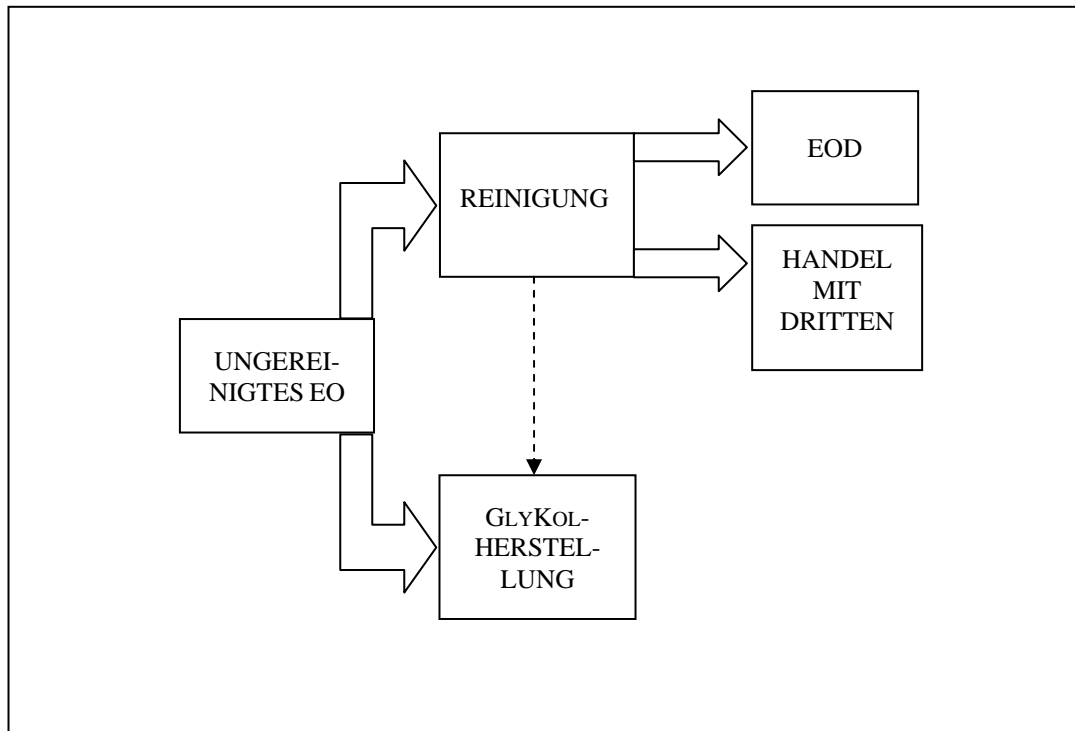 EOD
REINIGUNG
HANDEL
MIT
DRITTEN
UNGEREI-
NIGTES EO
GLYKOL-
HERSTEL-
LUNG